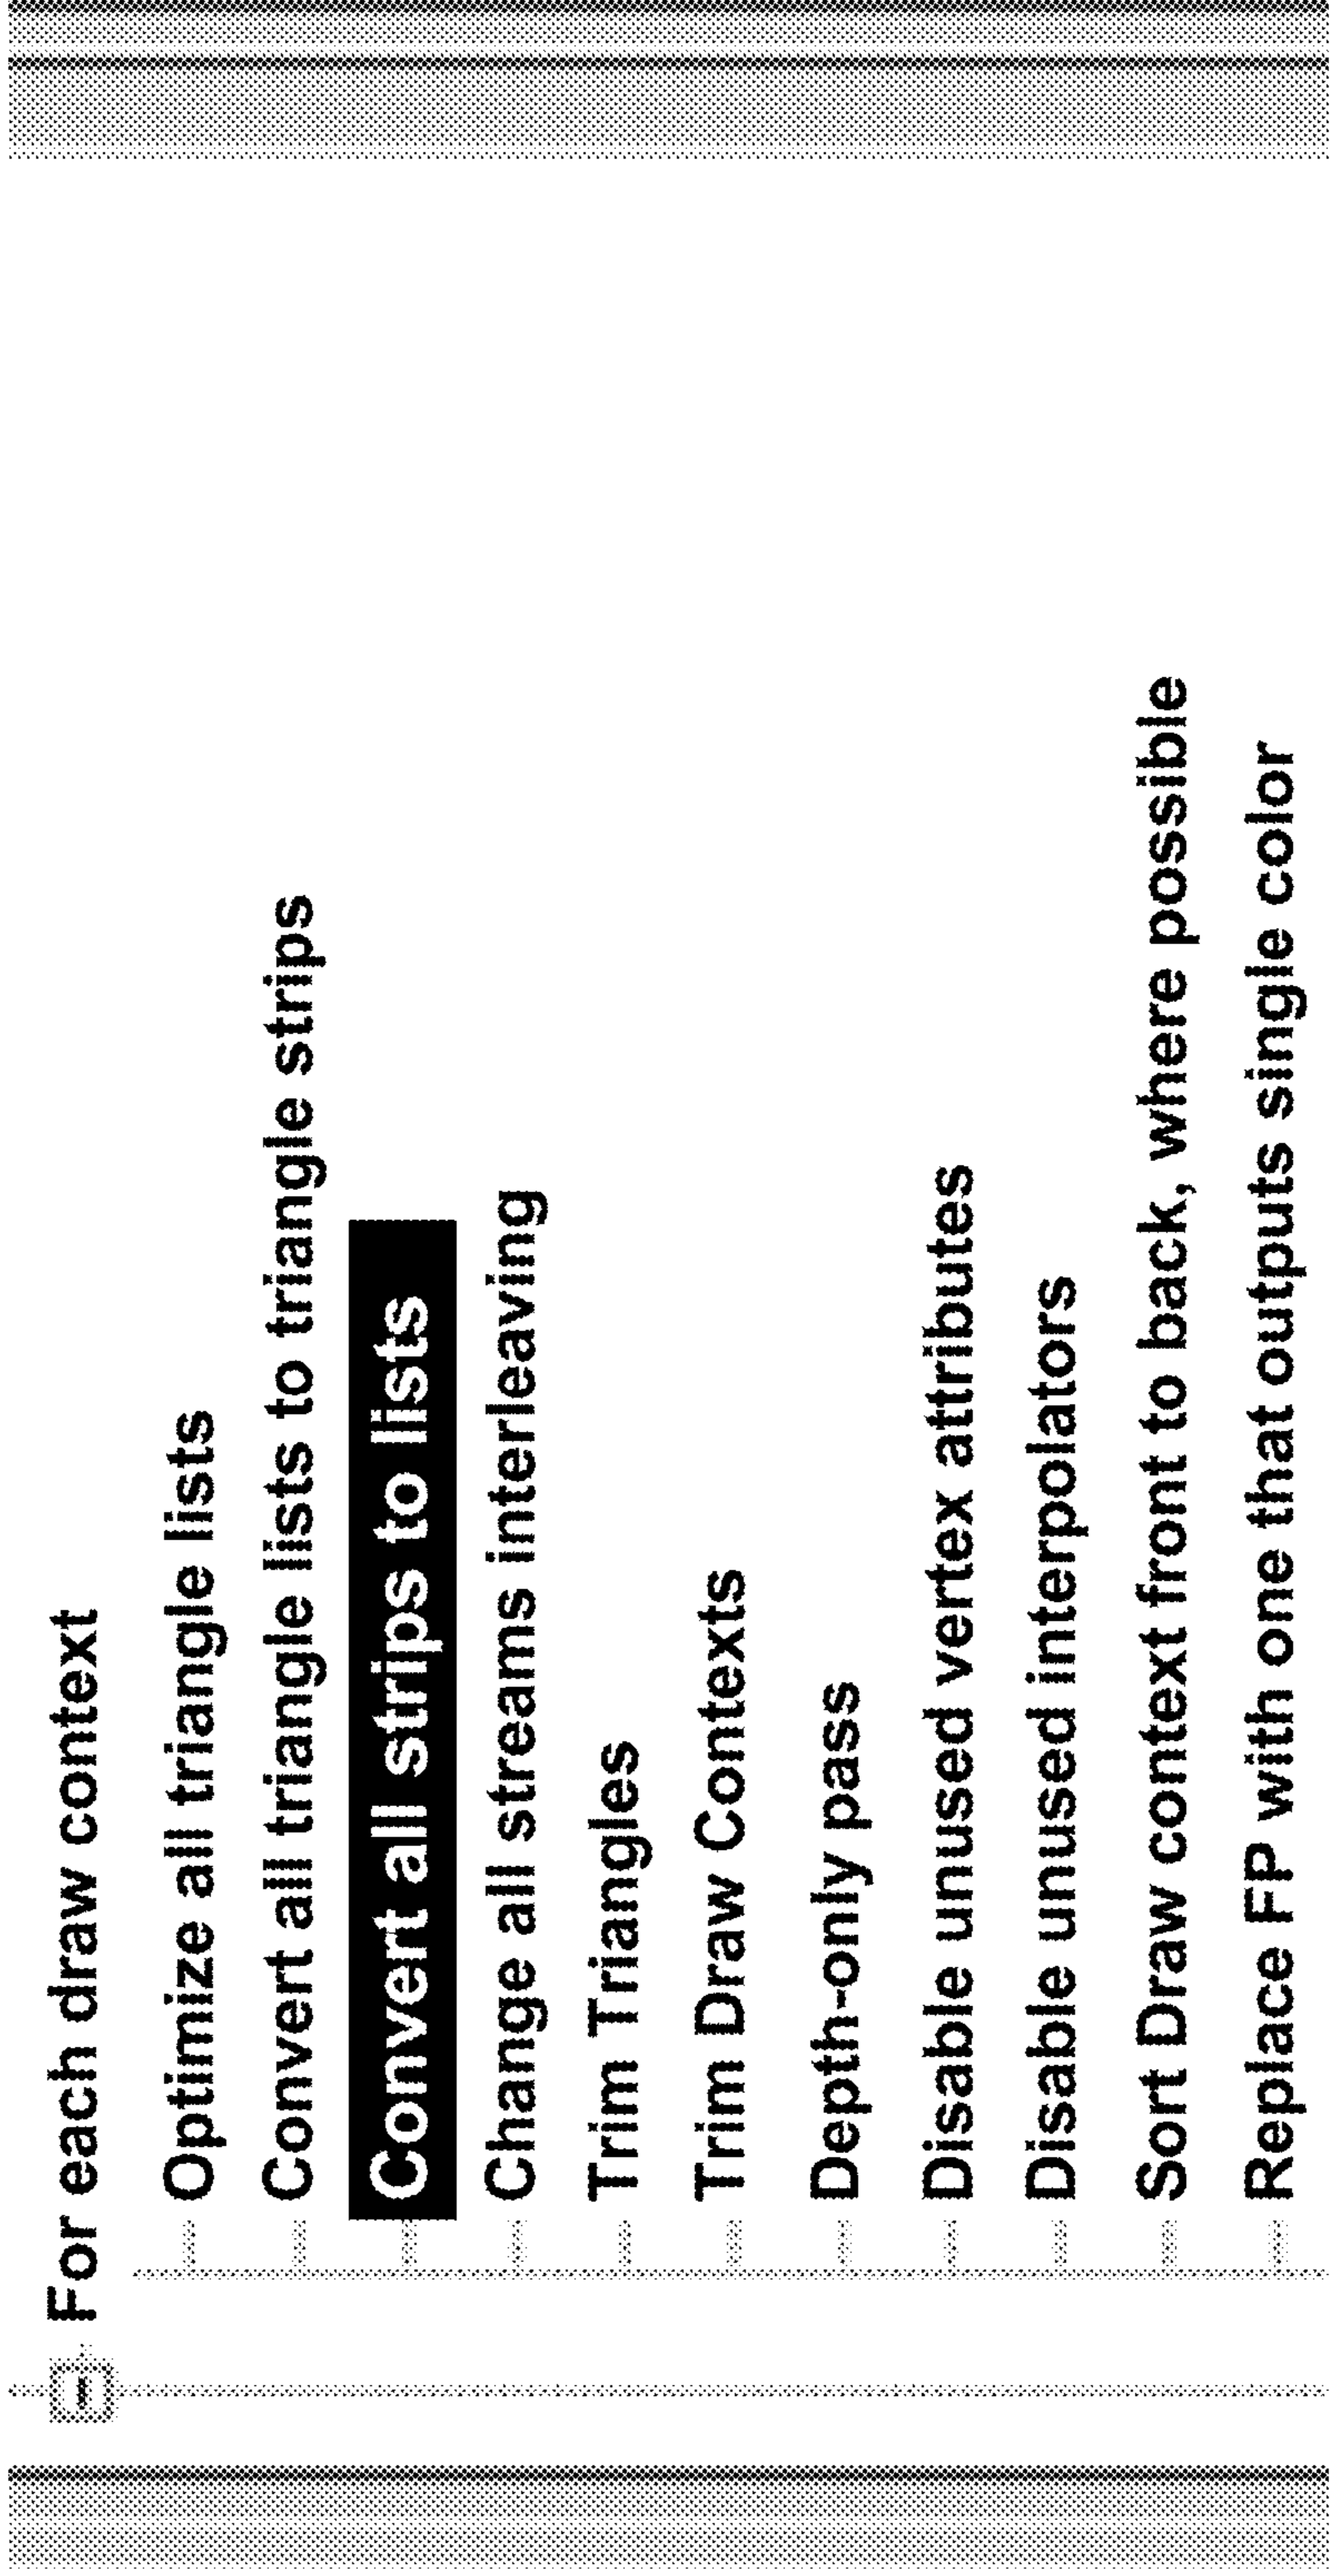 For each draw context
Optimize all triangle lists
Convert all triangle lists to triangle strips
Convert all strips to lists
Change all streams interleaving
Trim Triangles
Trim Draw Contexts
Depth-only pass
Disable unused vertex attributes
Disable unused interpolators
Sort Draw context front to back, where possible
Replace FP with one that outputs single color